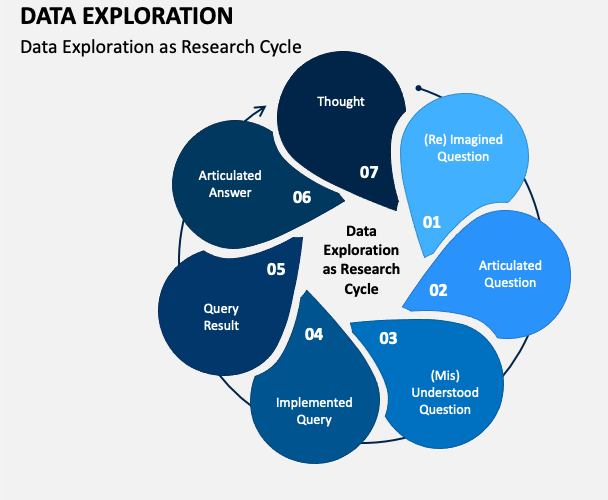 DATA EXPLORATION
Data Exploration as Research Cycle
Thought
07
(Re) Imagined
Question
01
Articulated
Question
02
(Mis)
Understood
Question
03
Implemented
Query
04
Query
Result
05
Articulated
Answer
06
Data
Exploration
as Research
Cycle